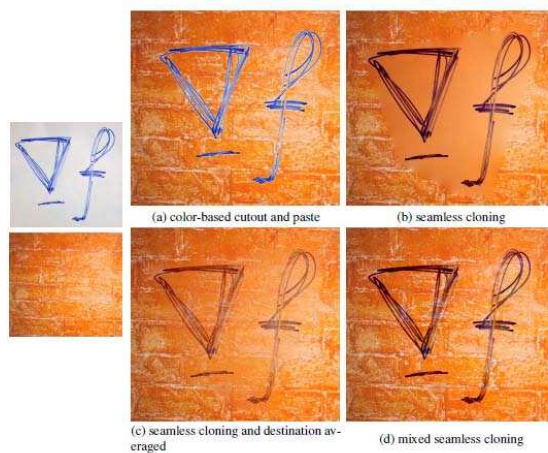 ∇ f
∇ f
(a) color-based cutout and paste
∇ f
(b) seamless cloning
∇ f
(c) seamless cloning and destination av-
eraged
∇ f
(d) mixed seamless cloning